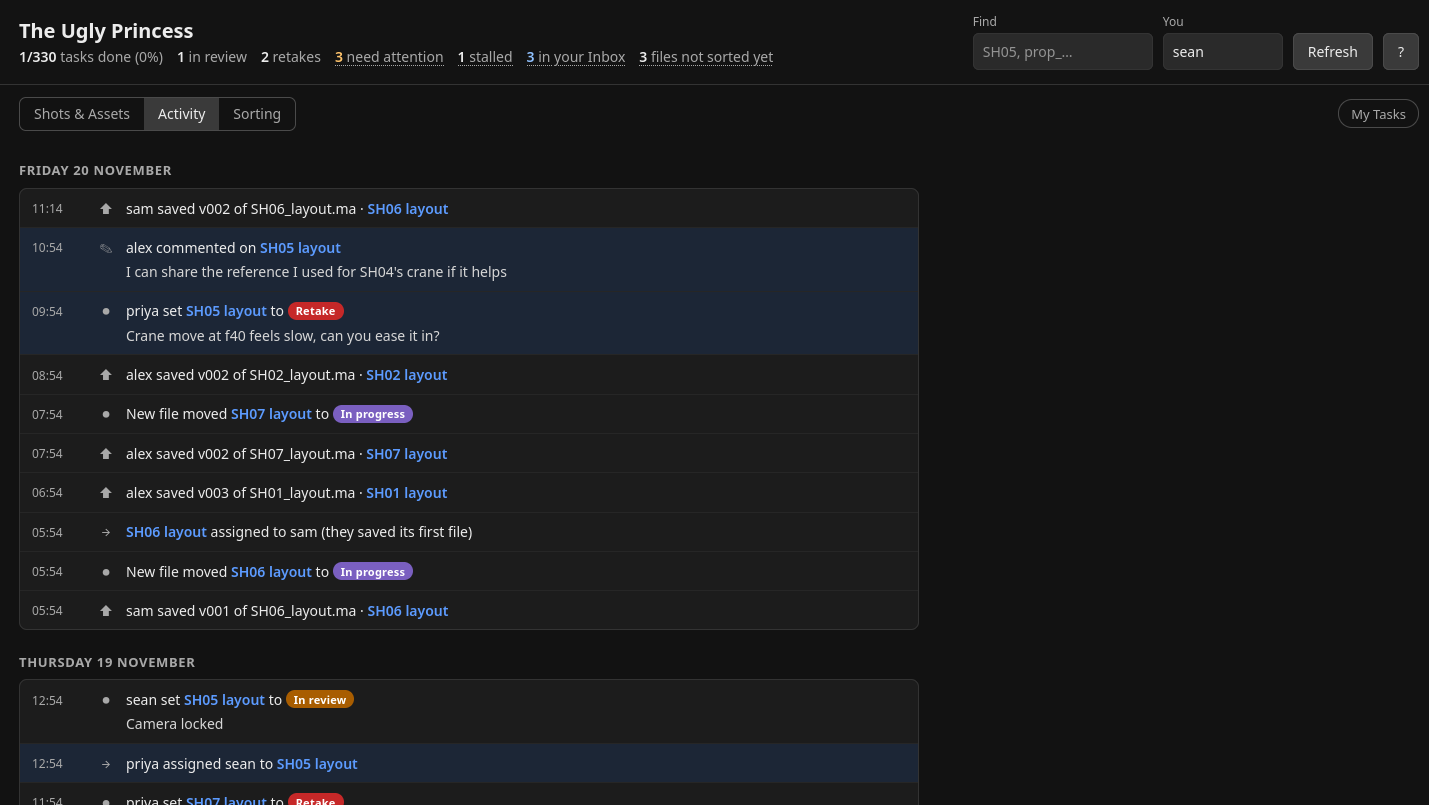 The Ugly Princess
1/330 tasks done (0%) 1 in review 2 retakes 3 need attention 1 stalled 3 in your Inbox 3 files not sorted yet
Find
SH05, prop_...
You
sean
Refresh
?
Shots & Assets Activity Sorting
My Tasks
FRIDAY 20 NOVEMBER
11:14 sam saved v002 of SH06_layout.ma · SH06 layout
10:54 alex commented on SH05 layout
I can share the reference I used for SH04's crane if it helps
09:54 priya set SH05 layout to Retake
Crane move at f40 feels slow, can you ease it in?
08:54 alex saved v002 of SH02_layout.ma · SH02 layout
07:54 New file moved SH07 layout to In progress
07:54 alex saved v002 of SH07_layout.ma · SH07 layout
06:54 alex saved v003 of SH01_layout.ma · SH01 layout
05:54 SH06 layout assigned to sam (they saved its first file)
05:54 New file moved SH06 layout to In progress
05:54 sam saved v001 of SH06_layout.ma · SH06 layout
THURSDAY 19 NOVEMBER
12:54 sean set SH05 layout to In review
Camera locked
12:54 priya assigned sean to SH05 layout
11:54 priya set SH07 layout to Retake